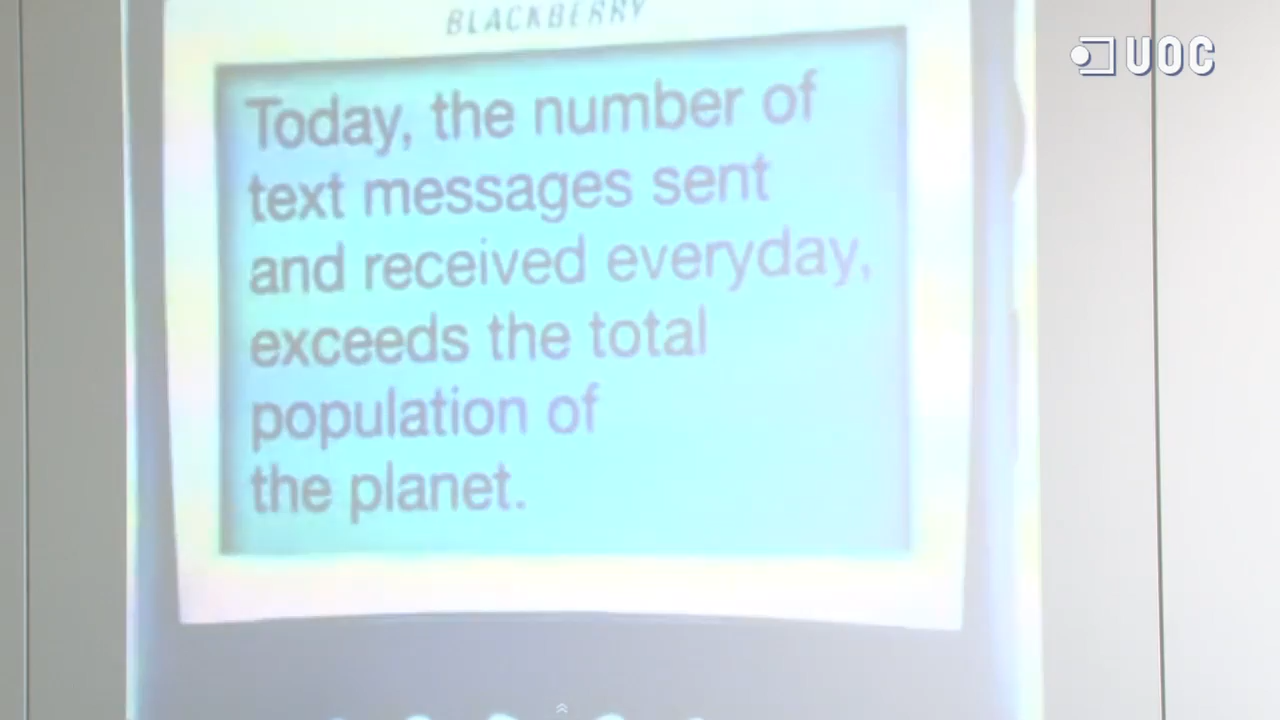 BLACKBERRY
UOC
Today, the number of
text messages sent
and received everyday,
exceeds the total
population of
the planet.